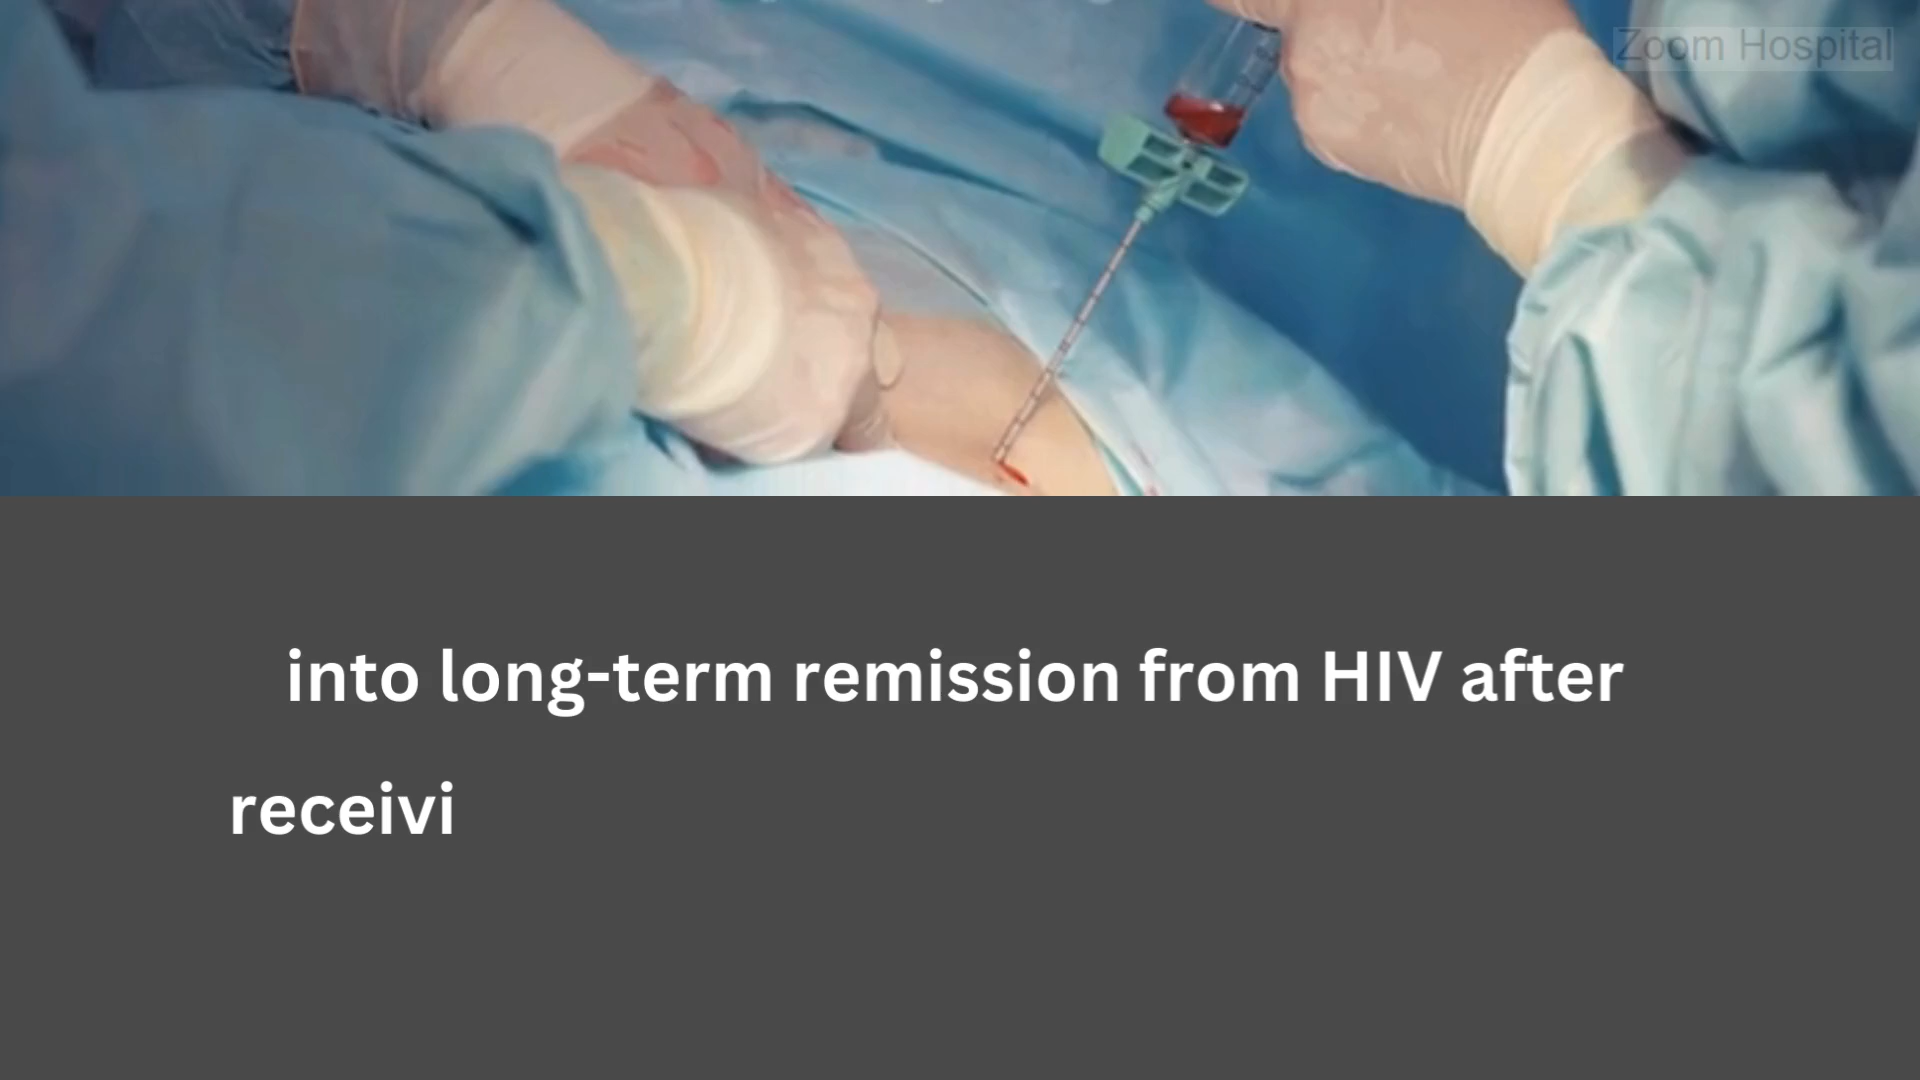 Zoom Hospital
into long-term remission from HIV after
receivi